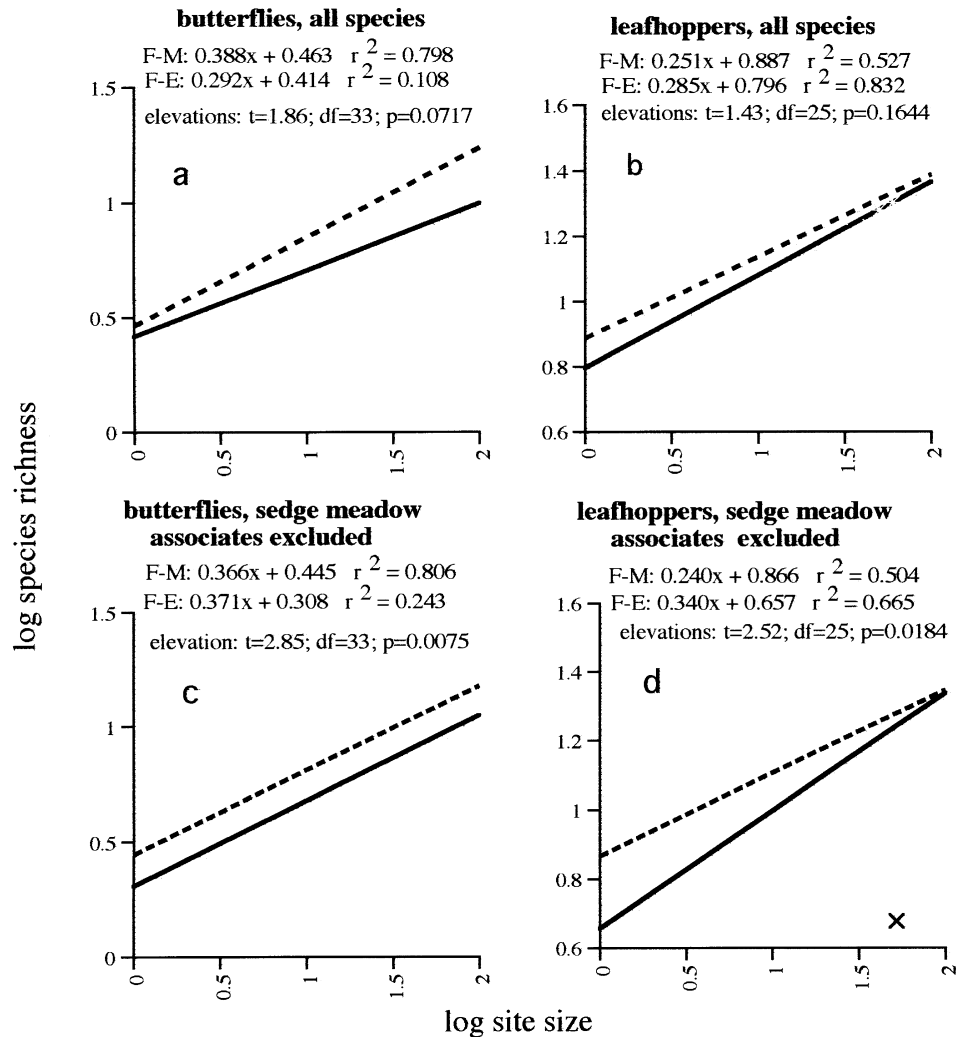 butterflies, all species
F-M: 0.388x + 0.463 r 2 = 0.798
F-E: 0.292x + 0.414 r 2 = 0.108
elevations: t=1.86; df=33; p=0.0717
a
1.5
1
0.5
0
0 0.5 1 1.5 2
leafhoppers, all species
F-M: 0.251x + 0.887 r 2 = 0.527
F-E: 0.285x + 0.796 r 2 = 0.832
elevations: t=1.43; df=25; p=0.1644
b
1.6
1.4
1.2
1
0.8
0.6
0 0.5 1 1.5 2
log species richness
butterflies, sedge meadow
associates excluded
F-M: 0.366x + 0.445 r 2 = 0.806
F-E: 0.371x + 0.308 r 2 = 0.243
elevation: t=2.85; df=33; p=0.0075
c
1.5
1
0.5
0
0 0.5 1 1.5 2
leafhoppers, sedge meadow
associates excluded
F-M: 0.240x + 0.866 r 2 = 0.504
F-E: 0.340x + 0.657 r 2 = 0.665
elevations: t=2.52; df=25; p=0.0184
d
1.6
1.4
1.2
1
0.8
0.6
×
0 0.5 1 1.5 2
log site size